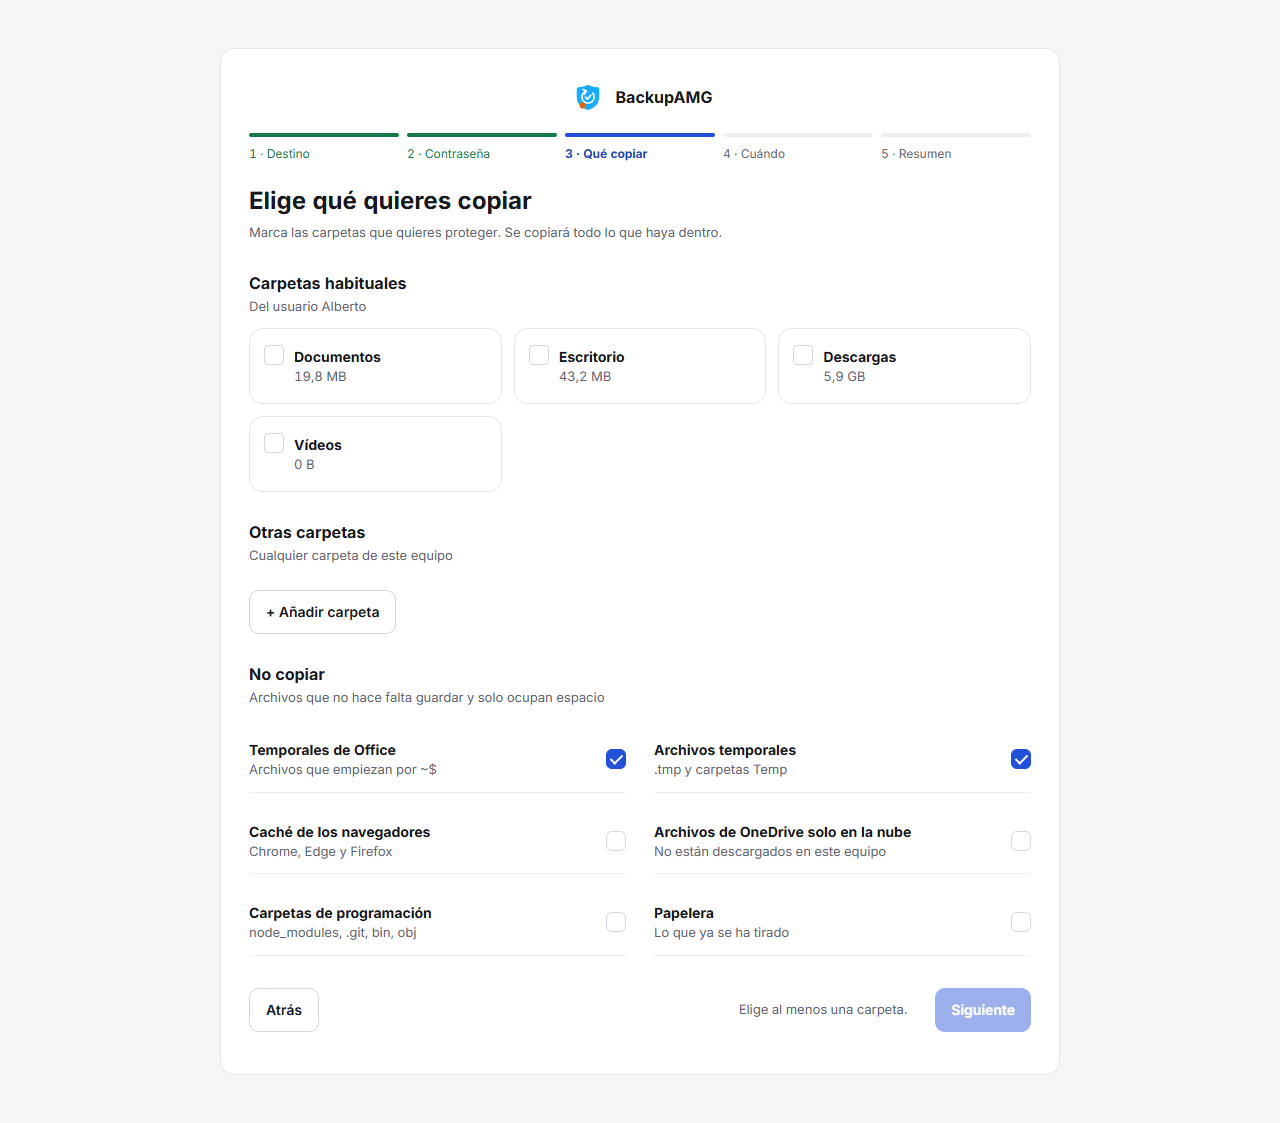 BackupAMG
1 · Destino
2 · Contraseña
3 · Qué copiar
4 · Cuándo
5 · Resumen
Elige qué quieres copiar
Marca las carpetas que quieres proteger. Se copiará todo lo que haya dentro.
Carpetas habituales
Del usuario Alberto
Documentos
19,8 MB
Escritorio
43,2 MB
Descargas
5,9 GB
Vídeos
0 B
Otras carpetas
Cualquier carpeta de este equipo
+ Añadir carpeta
No copiar
Archivos que no hace falta guardar y solo ocupan espacio
Temporales de Office
Archivos que empiezan por ~$
Archivos temporales
.tmp y carpetas Temp
Caché de los navegadores
Chrome, Edge y Firefox
Archivos de OneDrive solo en la nube
No están descargados en este equipo
Carpetas de programación
node_modules, .git, bin, obj
Papelera
Lo que ya se ha tirado
Atrás
Elige al menos una carpeta.
Siguiente